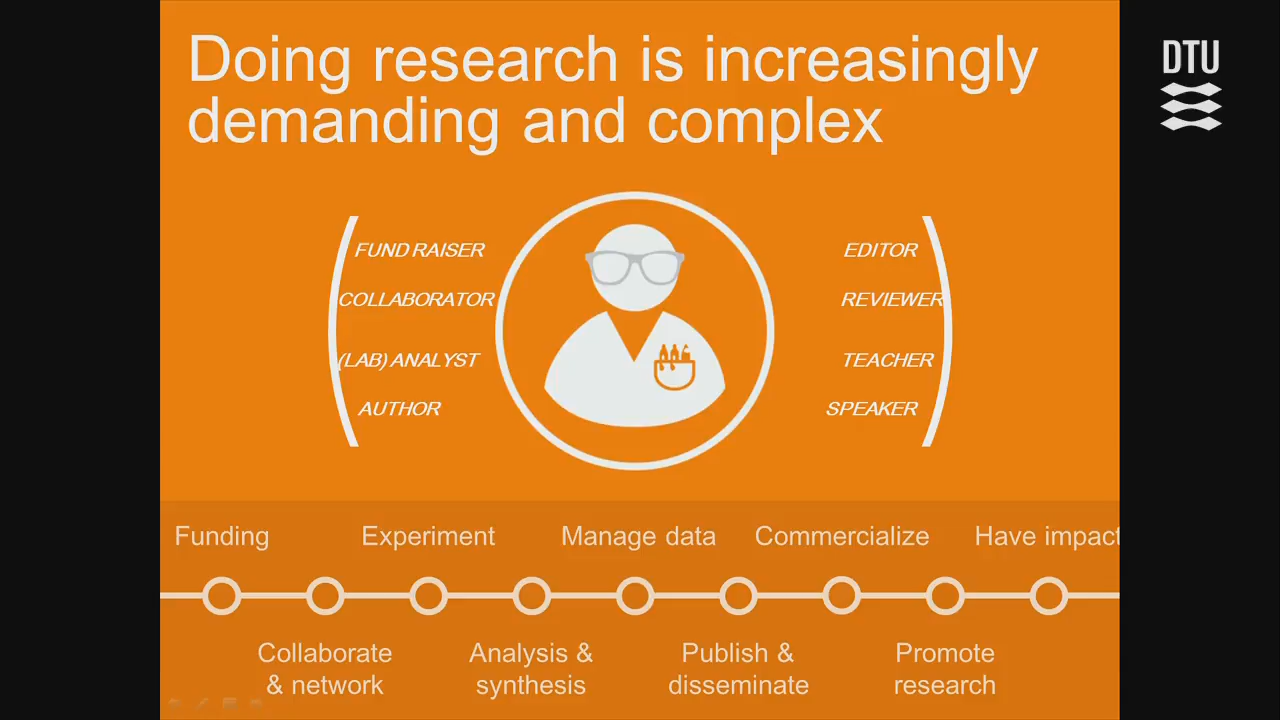 Doing research is increasingly
demanding and complex
DTU
FUND RAISER
COLLABORATOR
(LAB) ANALYST
AUTHOR
EDITOR
REVIEWER
TEACHER
SPEAKER
Funding
Experiment
Manage data
Commercialize
Have impact
Collaborate
& network
Analysis &
synthesis
Publish &
disseminate
Promote
research